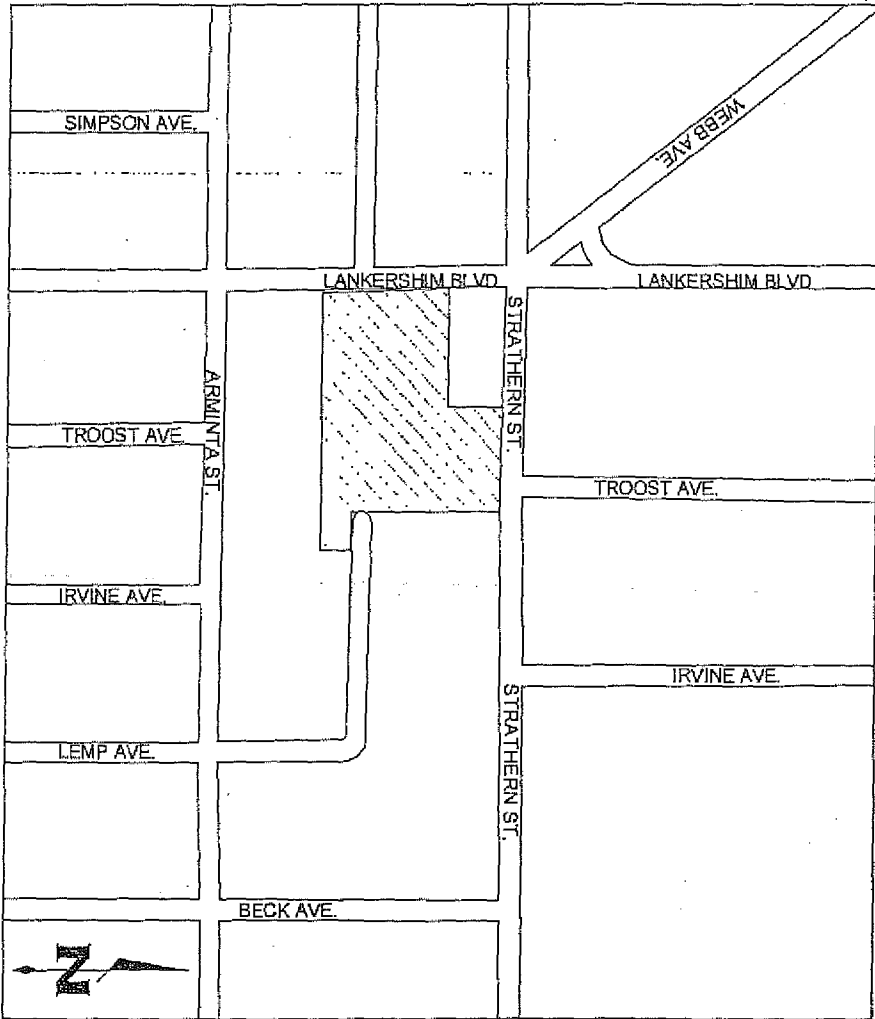 SIMPSON AVE.
WEBB AVE.
LANKERSHIM BLVD
LANKERSHIM BLVD
STRATHERN ST.
ARMINTA ST.
TROOST AVE.
TROOST AVE.
IRVINE AVE.
IRVINE AVE.
STRATHERN ST.
LEMP AVE.
BECK AVE.
N